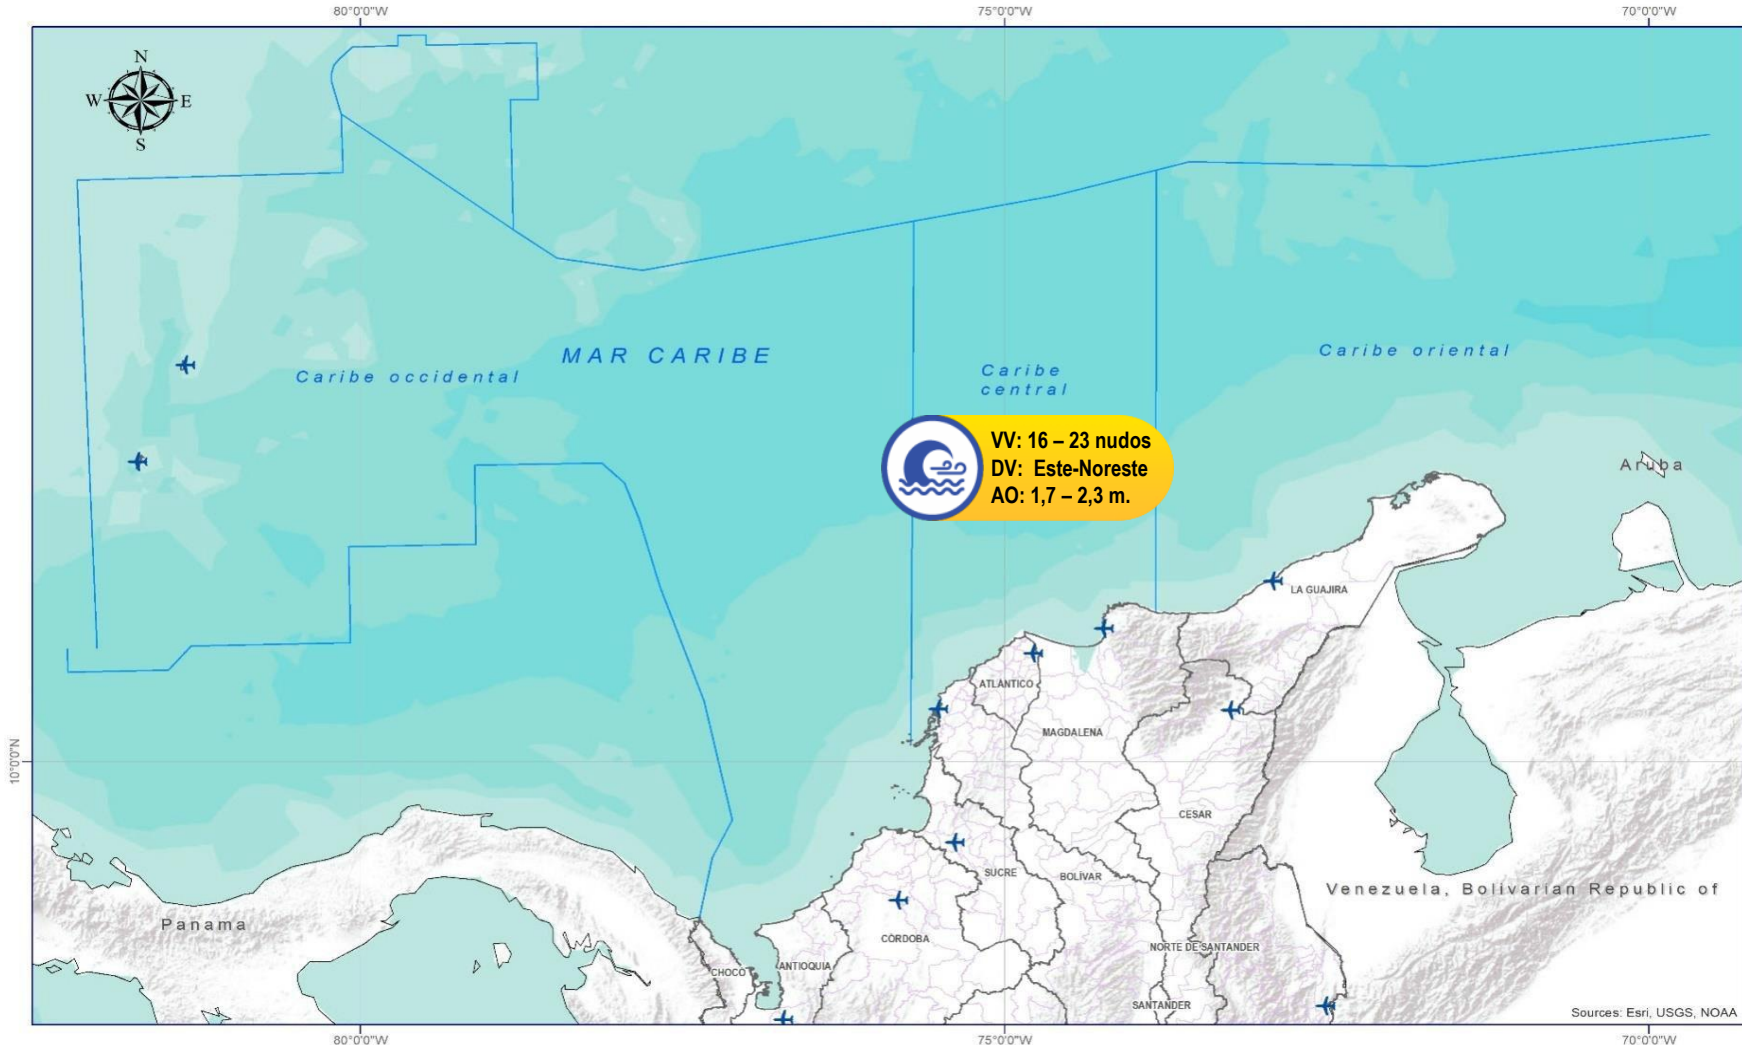 80°0'0"W
75°0'0"W
70°0'0"W
N
W
E
S
MAR CARIBE
Caribe occidental
Caribe
central
Caribe oriental
VV: 16 – 23 nudos
DV: Este-Noreste
AO: 1,7 – 2,3 m.
Aruba
LA GUAJIRA
ATLÁNTICO
MAGDALENA
10°0'0"N
CESAR
SUCRE
BOLÍVAR
Venezuela, Bolivarian Republic of
Panama
CÓRDOBA
NORTE DE SANTANDER
CHOCÓ
ANTIOQUIA
SANTANDER
Sources: Esri, USGS, NOAA
80°0'0"W
75°0'0"W
70°0'0"W